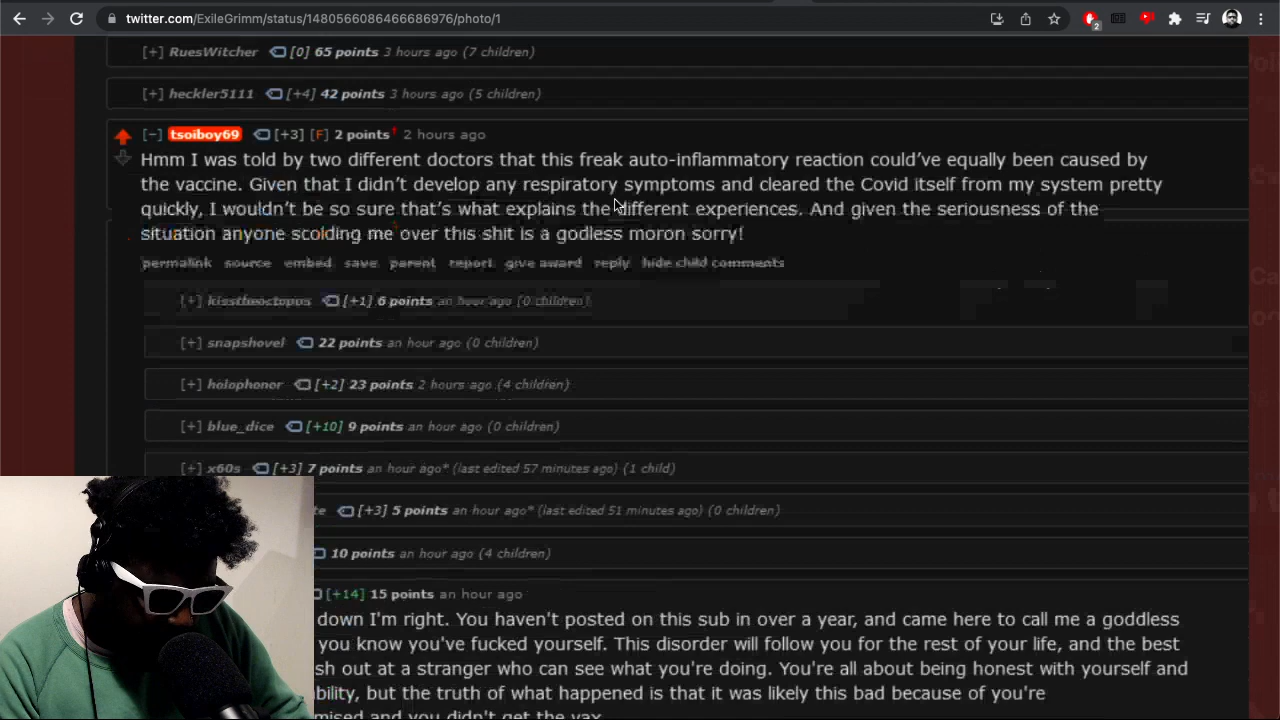 twitter.com/ExileGrimm/status/1480566086466686976/photo/1
2
[+] RuesWitcher [0] 65 points 3 hours ago (7 children)
[+] heckler5111 [+4] 42 points 3 hours ago (5 children)
[−] tsoiboy69 [+3] [F] 2 points↑ 2 hours ago
Hmm I was told by two different doctors that this freak auto-inflammatory reaction could've equally been caused by
the vaccine. Given that I didn't develop any respiratory symptoms and cleared the Covid itself from my system pretty
quickly, I wouldn't be so sure that's what explains the different experiences. And given the seriousness of the
situation anyone scolding me over this shit is a godless moron sorry!
permalink source embed save parent report give award reply hide child comments
[+] kisstheoctopus [+1] 6 points an hour ago (0 children)
[+] snapshovel 22 points an hour ago (0 children)
[+] holophonor [+2] 23 points 2 hours ago (4 children)
[+] blue_dice [+10] 9 points an hour ago (0 children)
[+] x60s [+3] 7 points an hour ago* (last edited 57 minutes ago) (1 child)
te [+3] 5 points an hour ago* (last edited 51 minutes ago) (0 children)
10 points an hour ago (4 children)
[+14] 15 points an hour ago
down I'm right. You haven't posted on this sub in over a year, and came here to call me a goddless
you know you've fucked yourself. This disorder will follow you for the rest of your life, and the best
sh out at a stranger who can see what you're doing. You're all about being honest with yourself and
bility, but the truth of what happened is that it was likely this bad because of you're
mised and you didn't get the vax